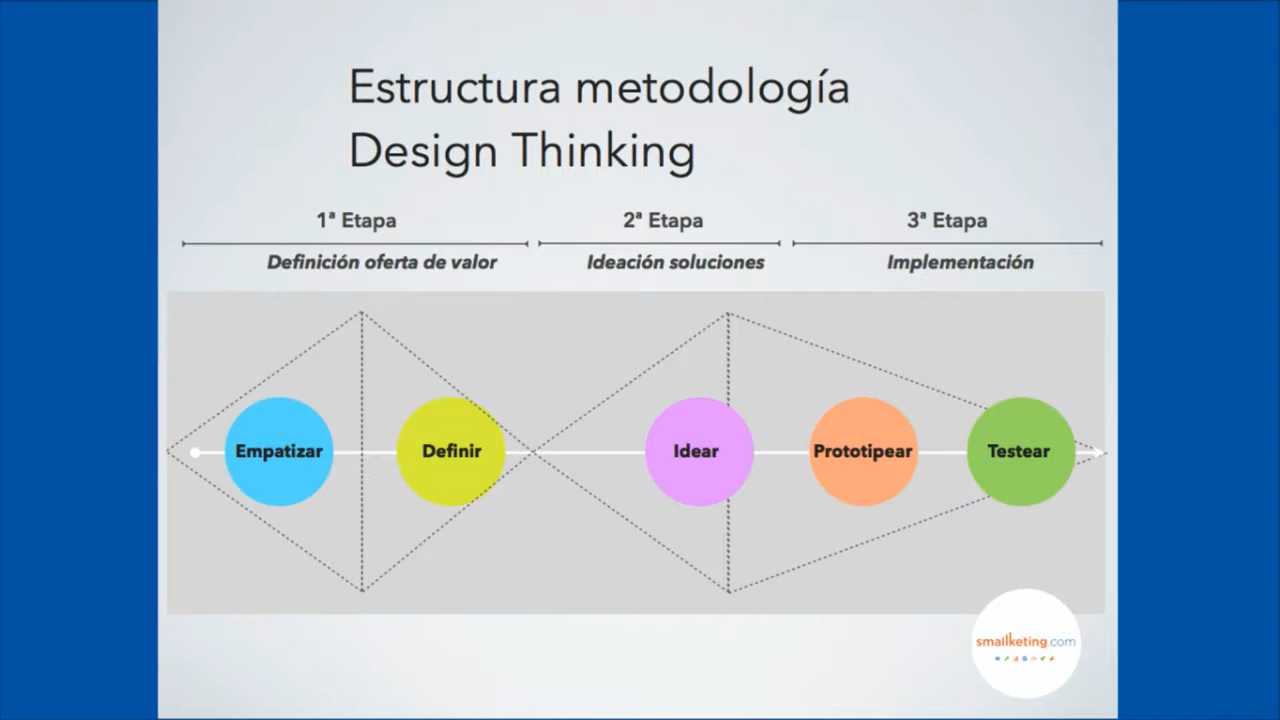 Estructura metodología
Design Thinking
1ª Etapa
2ª Etapa
3ª Etapa
Definición oferta de valor
Ideación soluciones
Implementación
Empatizar
Definir
Idear
Prototipear
Testear
smallketing.com